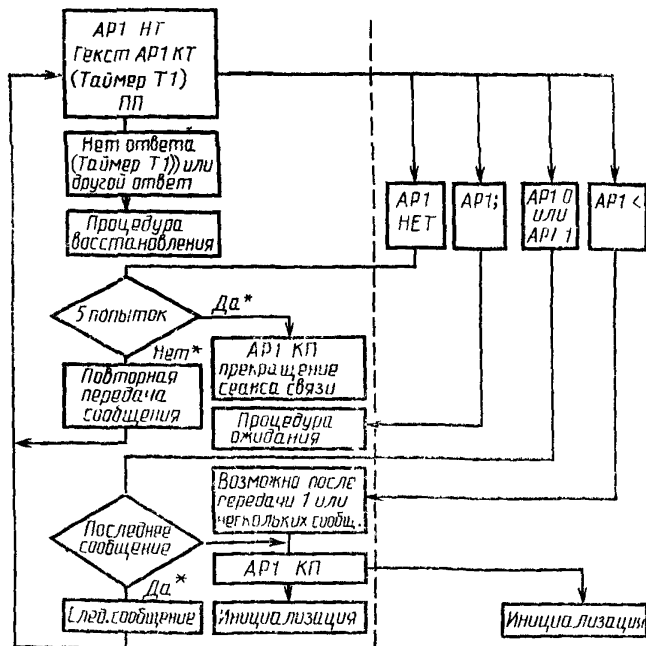 АР1 НТ
Гекст АР1 КТ
(Таймер Т1)
ПП
Нет ответа
(Таймер Т1)) или
другой ответ
Процедура
восстановления
АР1
НЕТ
АР1;
АР1 0
или
АР1 1
АР1 <
5 попыток
Да*
Нет*
АР1 КП
прекращение
сеанса связи
Повторная
передача
сообщения
Процедура
ожидания
Возможно после
передачи 1 или
нескольких сообщ.
Последнее
сообщение
АР1 КП
Да*
След. сообщение
Инициализация
Инициализация